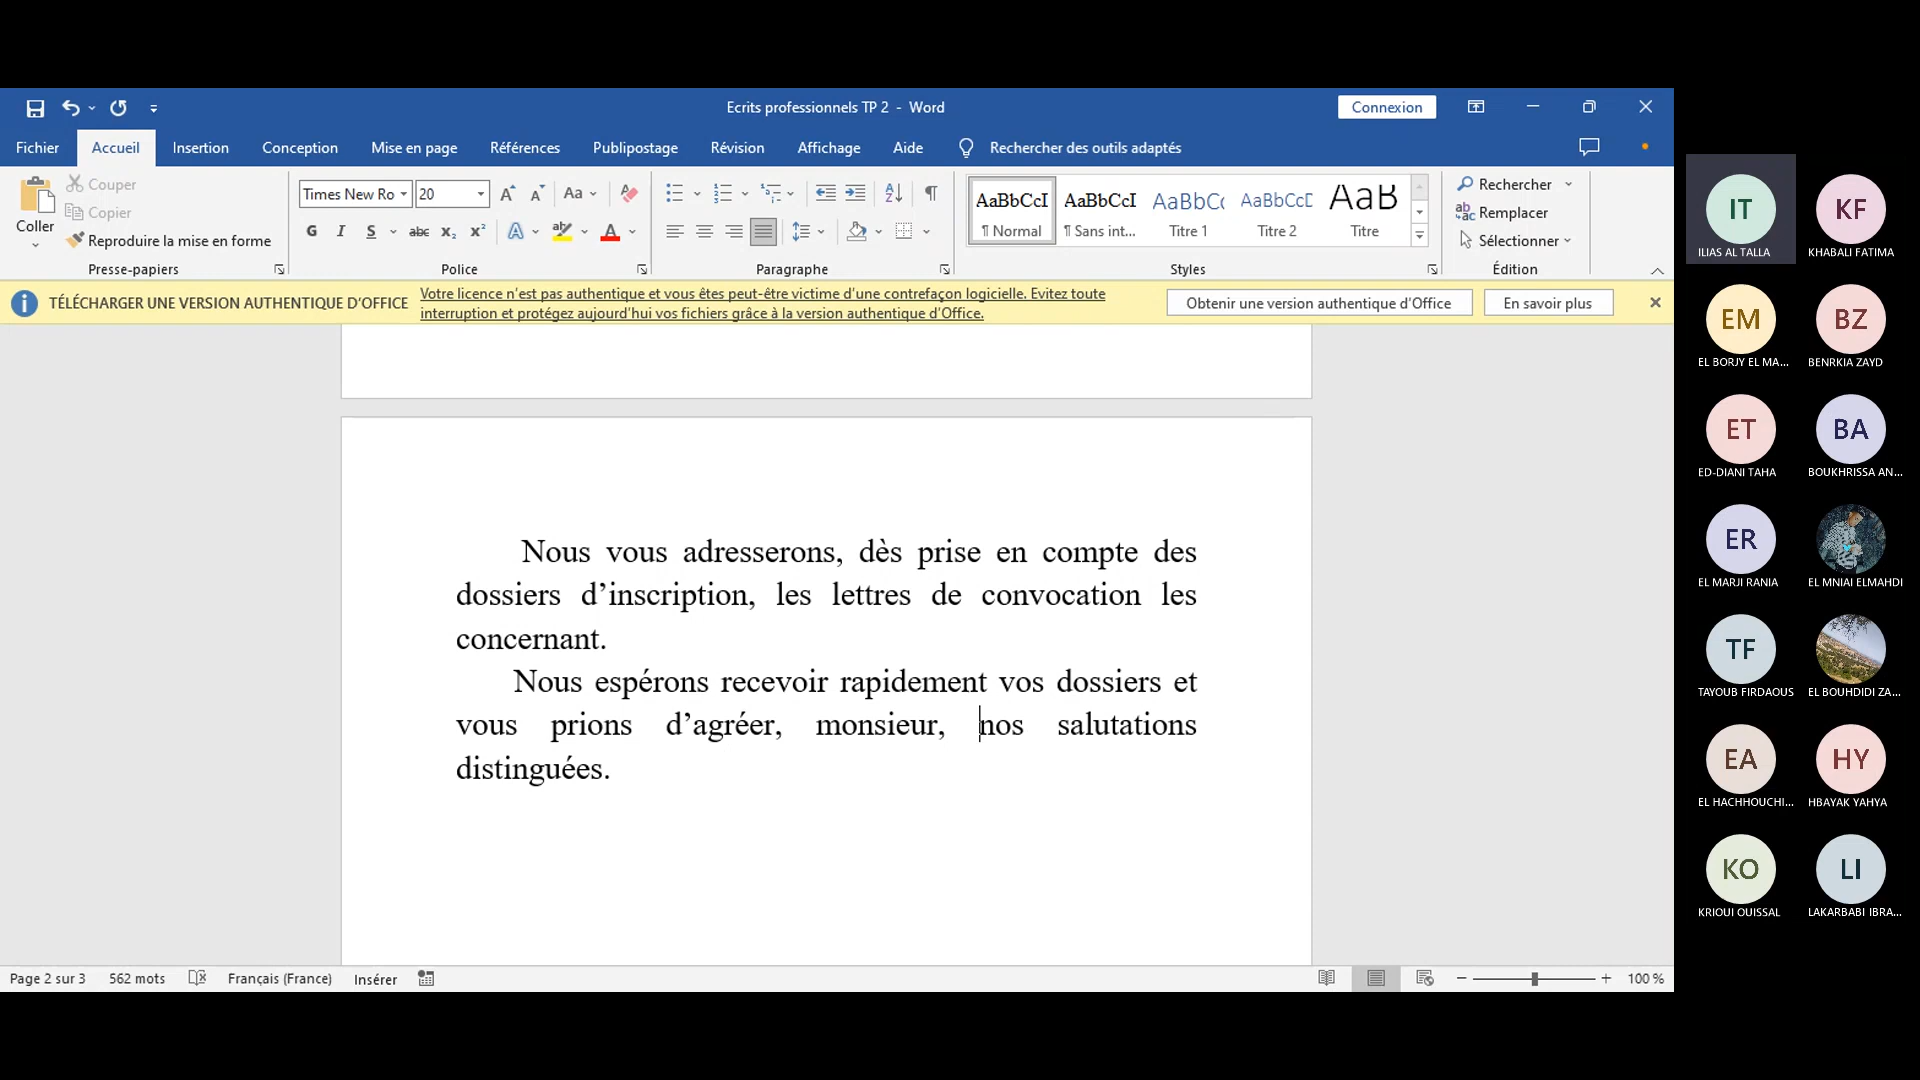 Ecrits professionnels TP 2 - Word
Connexion
Fichier Accueil Insertion Conception Mise en page Références Publipostage Révision Affichage Aide Rechercher des outils adaptés
Coller
Couper
Copier
Reproduire la mise en forme
Presse-papiers
Times New Ro 20 Aa
G I S abc x₂ x² A ab A
Police
Paragraphe
AaBbCcI AaBbCcI AaBbCc AaBbCcD AaB
¶ Normal ¶ Sans int... Titre 1 Titre 2 Titre
Styles
Rechercher
Remplacer
Sélectionner
Édition
TÉLÉCHARGER UNE VERSION AUTHENTIQUE D'OFFICE
Votre licence n'est pas authentique et vous êtes peut-être victime d'une contrefaçon logicielle. Evitez toute
interruption et protégez aujourd'hui vos fichiers grâce à la version authentique d'Office.
Obtenir une version authentique d'Office
En savoir plus
Nous vous adresserons, dès prise en compte des
dossiers d'inscription, les lettres de convocation les
concernant.
Nous espérons recevoir rapidement vos dossiers et
vous prions d'agréer, monsieur, nos salutations
distinguées.
Page 2 sur 3 562 mots Français (France) Insérer 100 %
IT KF
ILIAS AL TALLA KHABALI FATIMA
EM BZ
EL BORJY EL MA... BENRKIA ZAYD
ET BA
ED-DIANI TAHA BOUKHRISSA AN...
ER
EL MARJI RANIA EL MNIAI ELMAHDI
TF
TAYOUB FIRDAOUS EL BOUHDIDI ZA...
EA HY
EL HACHHOUCHI... HBAYAK YAHYA
KO LI
KRIOUI OUISSAL LAKARBABI IBRA...